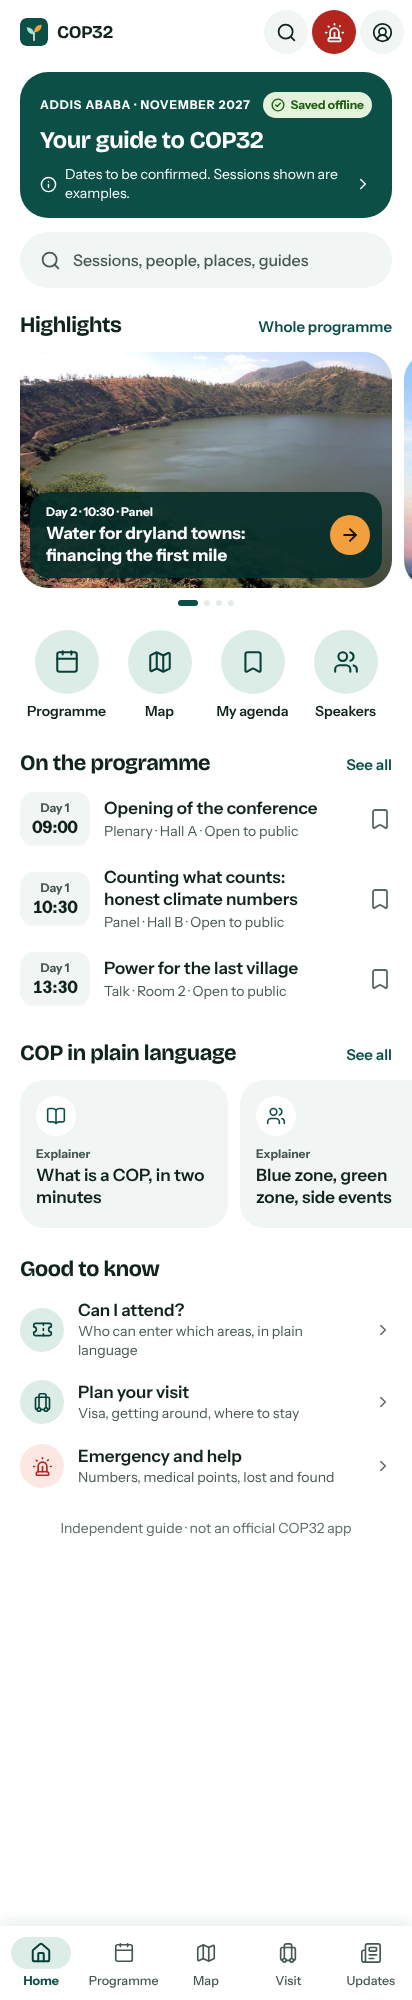 COP32
ADDIS ABABA · NOVEMBER 2027
Saved offline
Your guide to COP32
Dates to be confirmed. Sessions shown are
examples.
Sessions, people, places, guides
Highlights
Whole programme
Day 2 · 10:30 · Panel
Water for dryland towns:
financing the first mile
Programme
Map
My agenda
Speakers
On the programme
See all
Day 1
09:00
Opening of the conference
Plenary · Hall A · Open to public
Day 1
10:30
Counting what counts:
honest climate numbers
Panel · Hall B · Open to public
Day 1
13:30
Power for the last village
Talk · Room 2 · Open to public
COP in plain language
See all
Explainer
What is a COP, in two
minutes
Explainer
Blue zone, green
zone, side events
Good to know
Can I attend?
Who can enter which areas, in plain
language
Plan your visit
Visa, getting around, where to stay
Emergency and help
Numbers, medical points, lost and found
Independent guide · not an official COP32 app
Home
Programme
Map
Visit
Updates